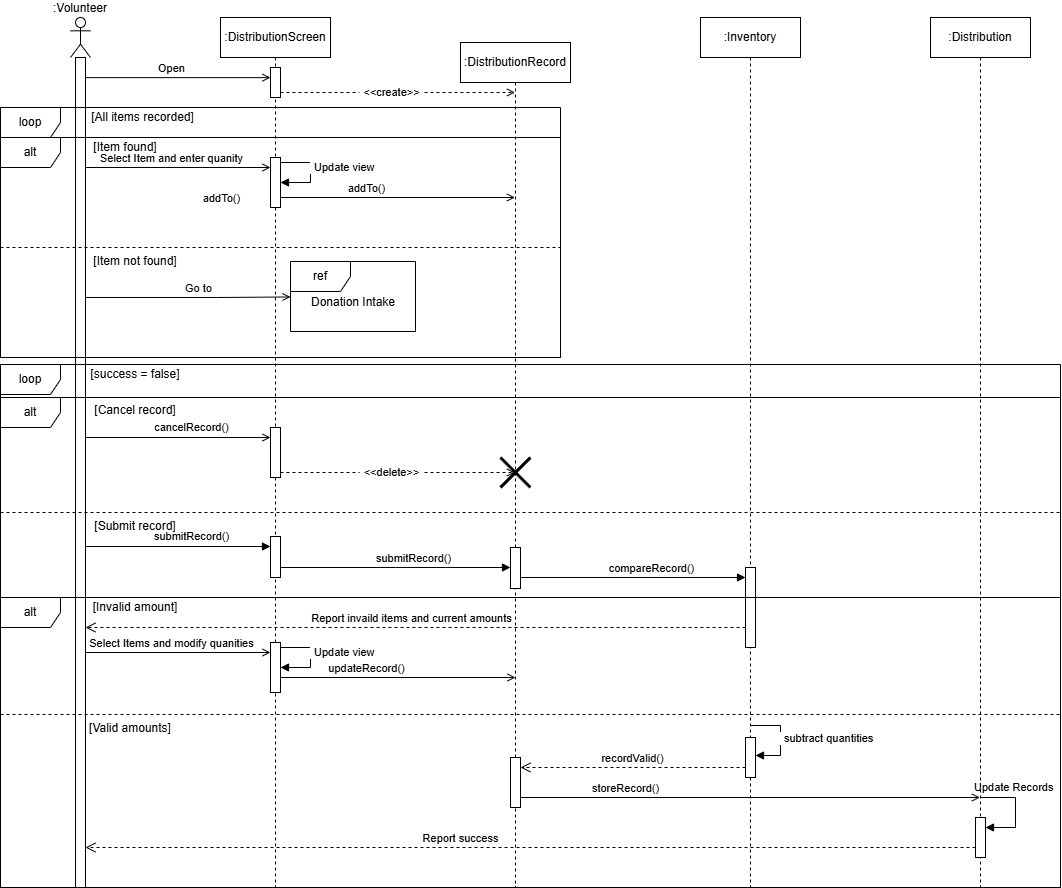 :Volunteer
:DistributionScreen
:DistributionRecord
:Inventory
:Distribution
Open
<<create>>
loop
[All items recorded]
alt
[Item found]
Select Item and enter quanity
Update view
addTo()
addTo()
[Item not found]
ref
Go to
Donation Intake
loop
[success = false]
alt
[Cancel record]
cancelRecord()
<<delete>>
[Submit record]
submitRecord()
submitRecord()
compareRecord()
alt
[Invalid amount]
Report invaild items and current amounts
Select Items and modify quanities
Update view
updateRecord()
[Valid amounts]
subtract quantities
recordValid()
storeRecord()
Update Records
Report success